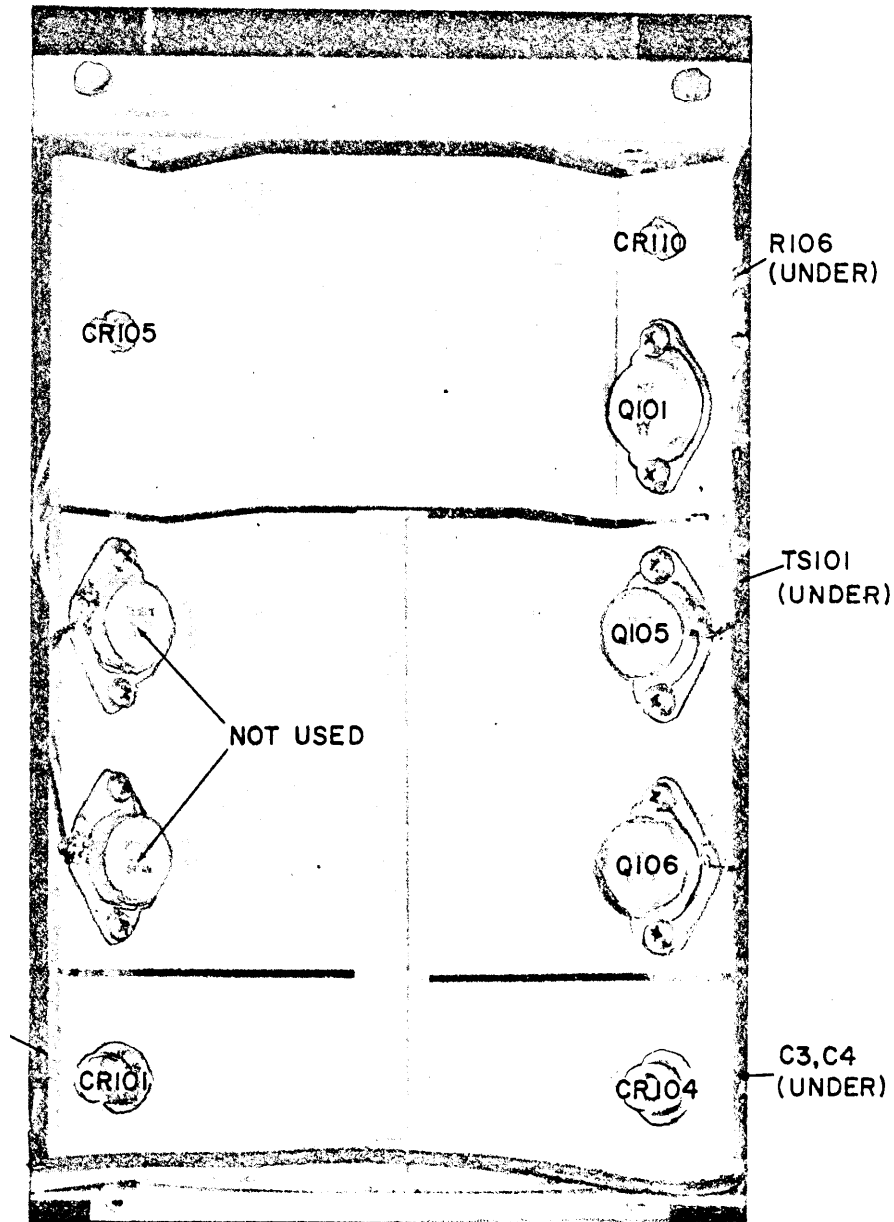 CR110
R106
(UNDER)
CR105
Q101
TS101
(UNDER)
Q105
NOT USED
Q106
C3,C4
(UNDER)
CR101
CR104